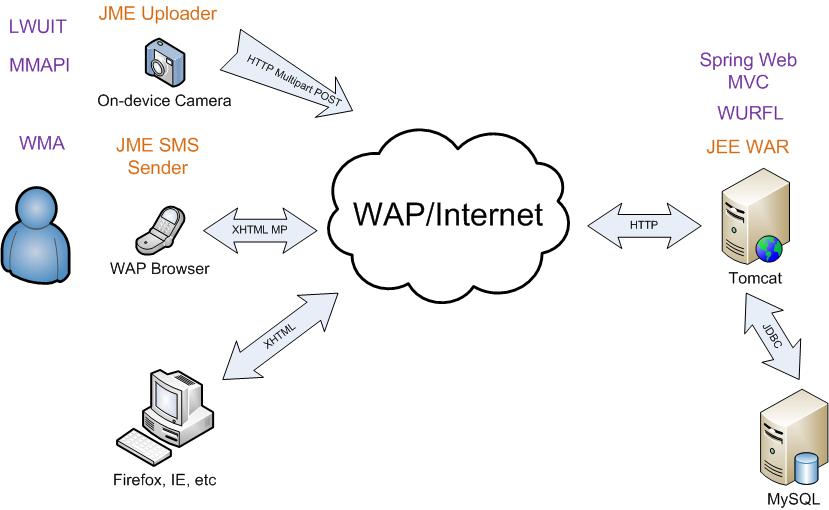 LWUIT
JME Uploader
MMAPI
On-device Camera
HTTP Multipart POST
WMA
JME SMS
Sender
WAP Browser
XHTML MP
WAP/Internet
XHTML
Firefox, IE, etc
Spring Web
MVC
WURFL
JEE WAR
HTTP
Tomcat
JDBC
MySQL